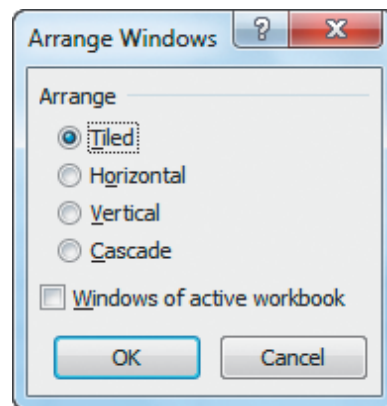 Arrange Windows ?
Arrange
Tiled
Horizontal
Vertical
Cascade
Windows of active workbook
OK Cancel